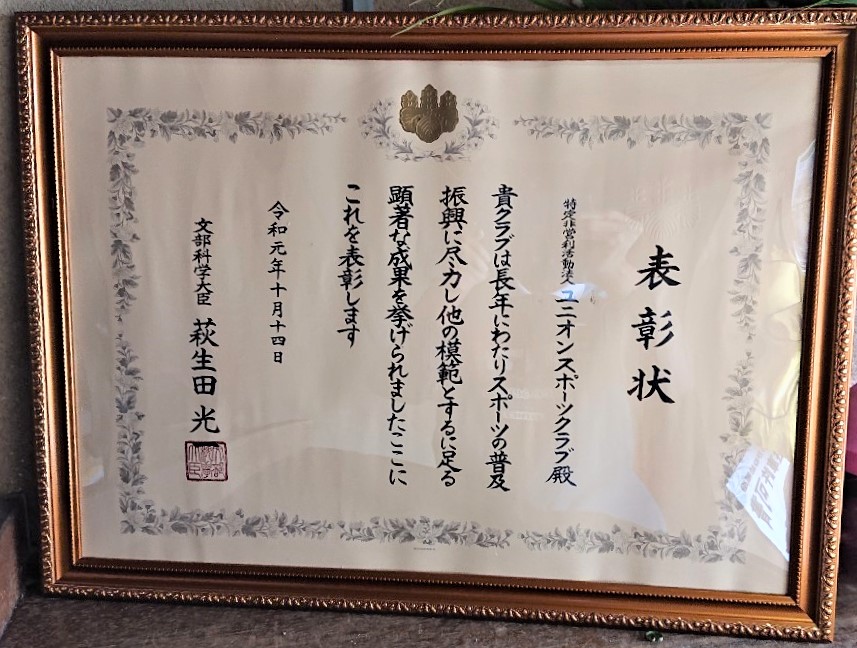 表彰状
特定非営利活動法人 ユニオンスポーツクラブ殿
貴クラブは長年にわたりスポーツの普及
振興に尽力し他の模範とするに足る
顕著な成果を挙げられましたここに
これを表彰します
令和元年十月十四日
文部科学大臣 萩生田光